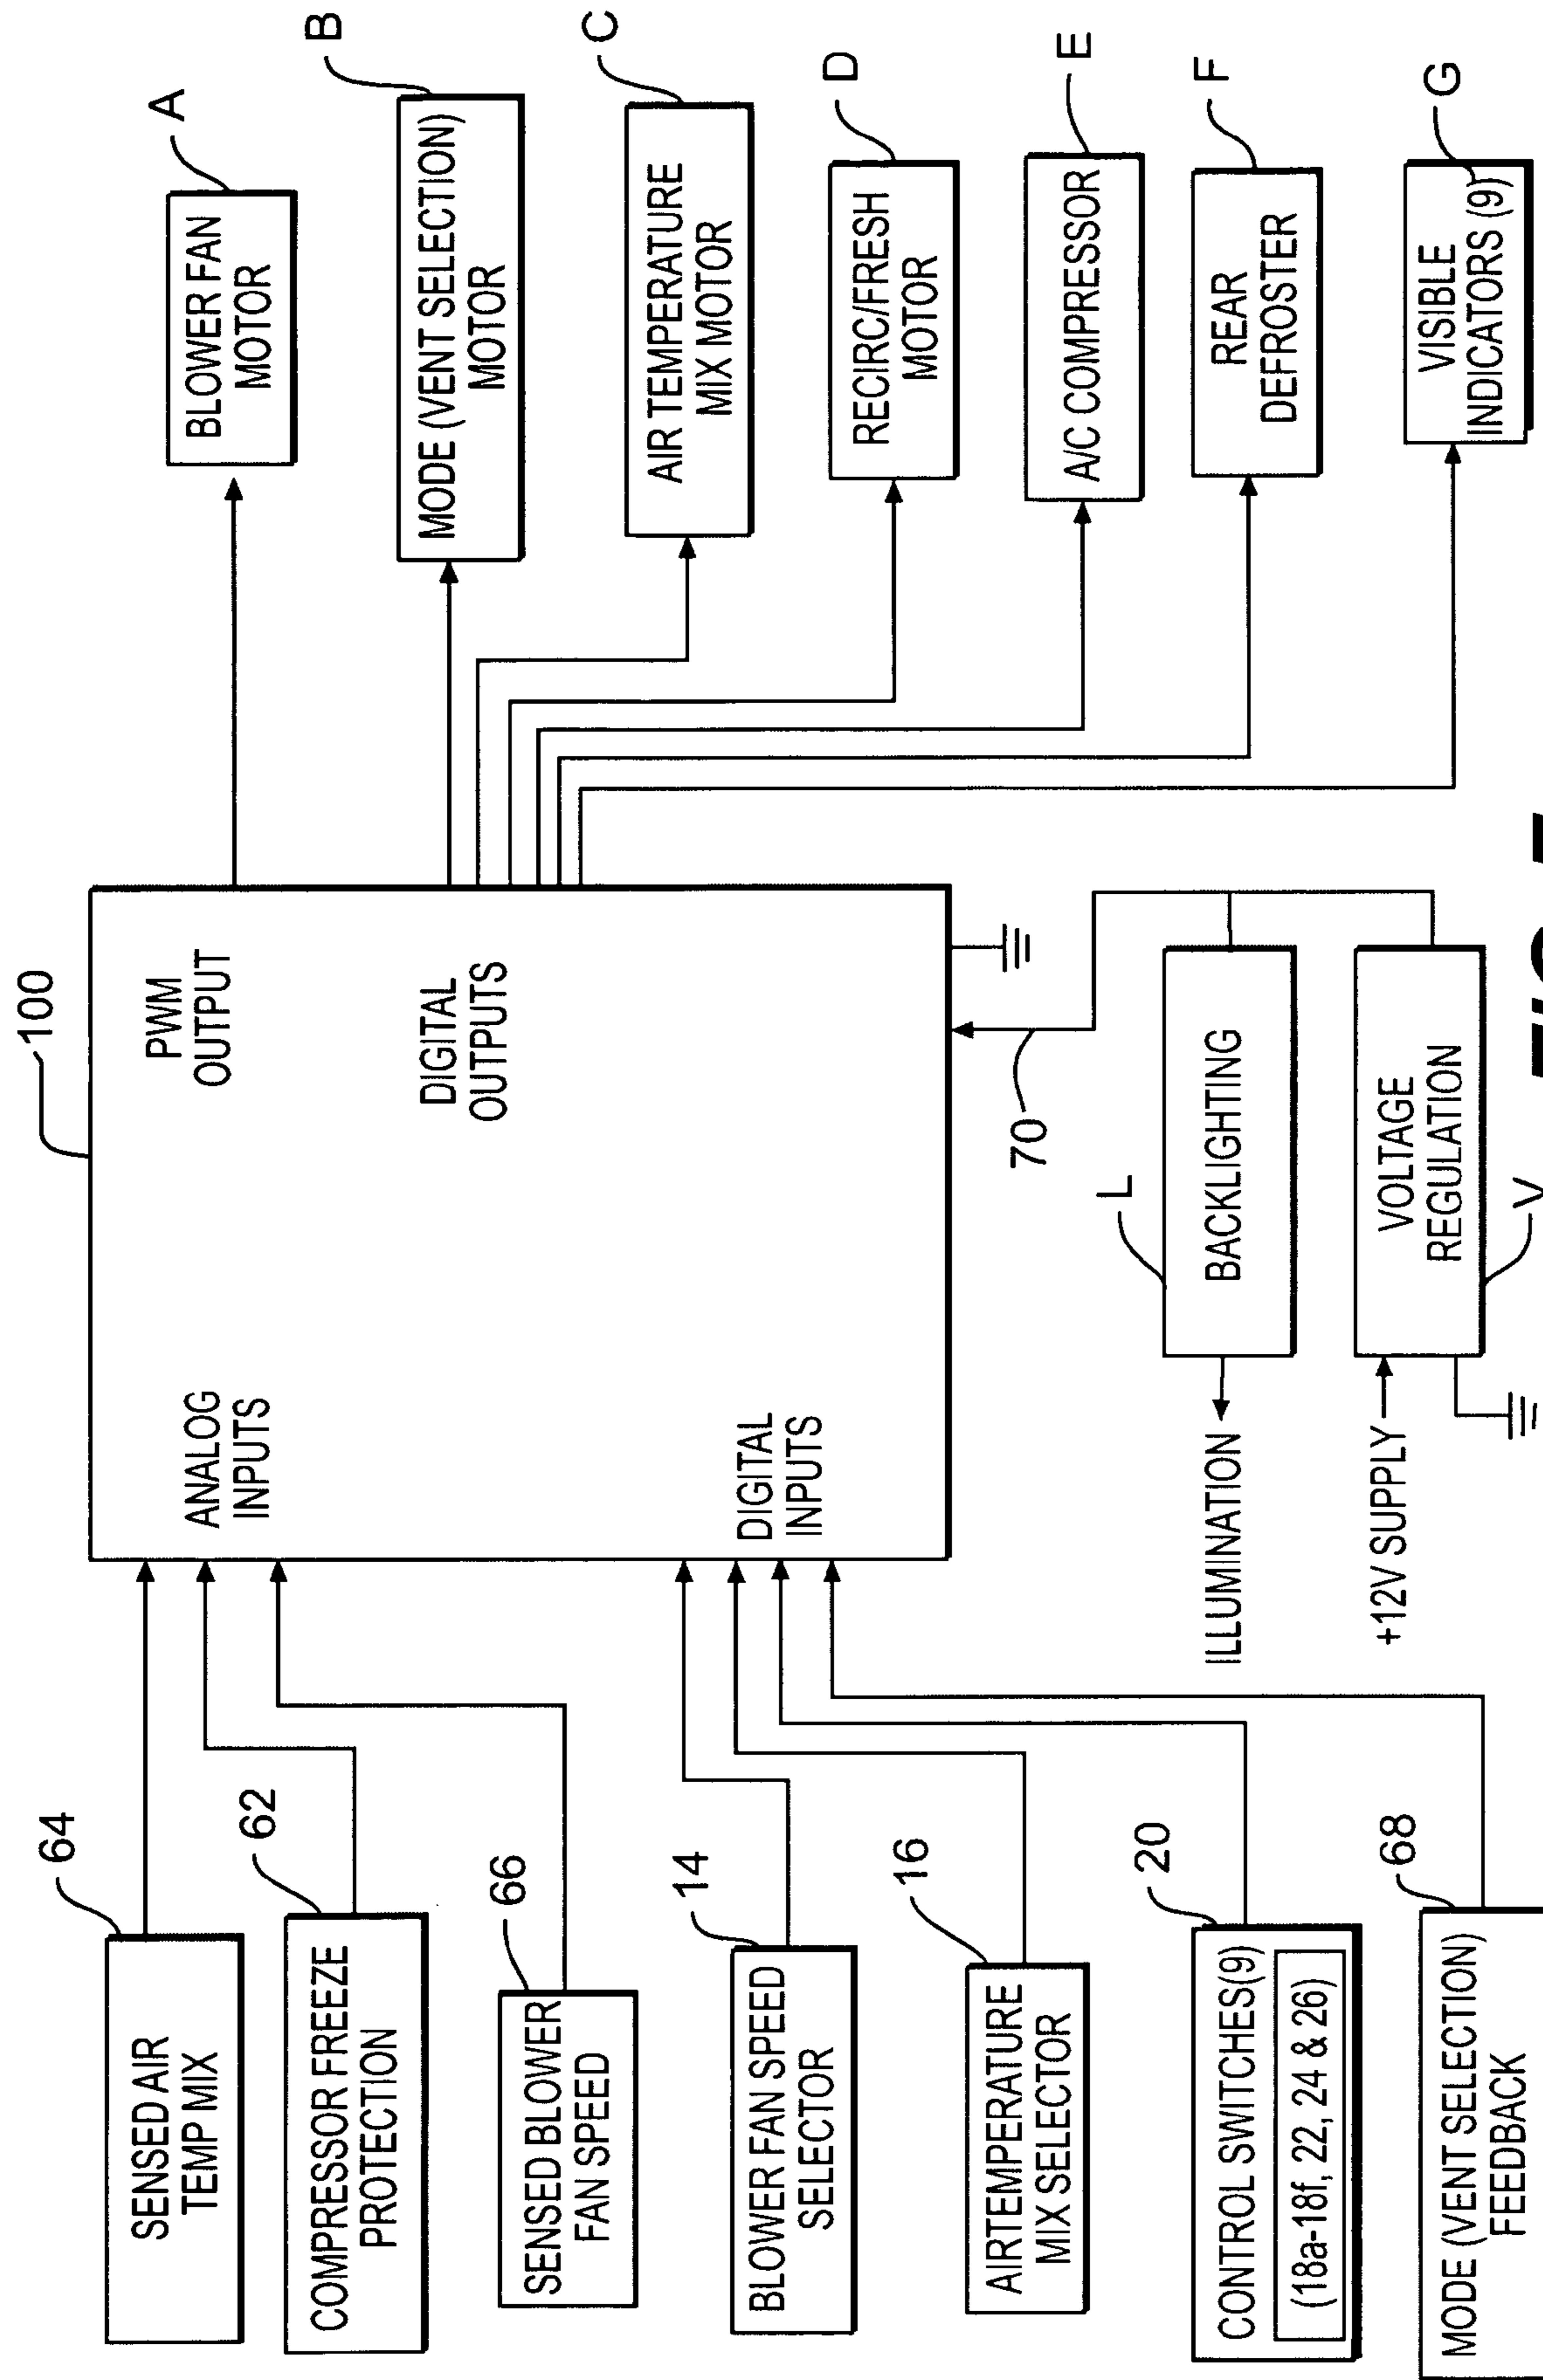 100
64
SENSED AIR
TEMP MIX
62
COMPRESSOR FREEZE
PROTECTION
66
SENSED BLOWER
FAN SPEED
14
BLOWER FAN SPEED
SELECTOR
16
AIRTEMPERATURE
MIX SELECTOR
20
CONTROL SWITCHES(9)
(18a-18f, 22, 24 & 26)
68
MODE (VENT SELECTION)
FEEDBACK
ANALOG
INPUTS
DIGITAL
INPUTS
PWM
OUTPUT
DIGITAL
OUTPUTS
70
L
BACKLIGHTING
ILLUMINATION
VOLTAGE
REGULATION
+12V SUPPLY
V
A
BLOWER FAN
MOTOR
B
MODE (VENT SELECTION)
MOTOR
C
AIR TEMPERATURE
MIX MOTOR
D
RECIRC/FRESH
MOTOR
E
A/C COMPRESSOR
F
REAR
DEFROSTER
G
VISIBLE
INDICATORS (9)